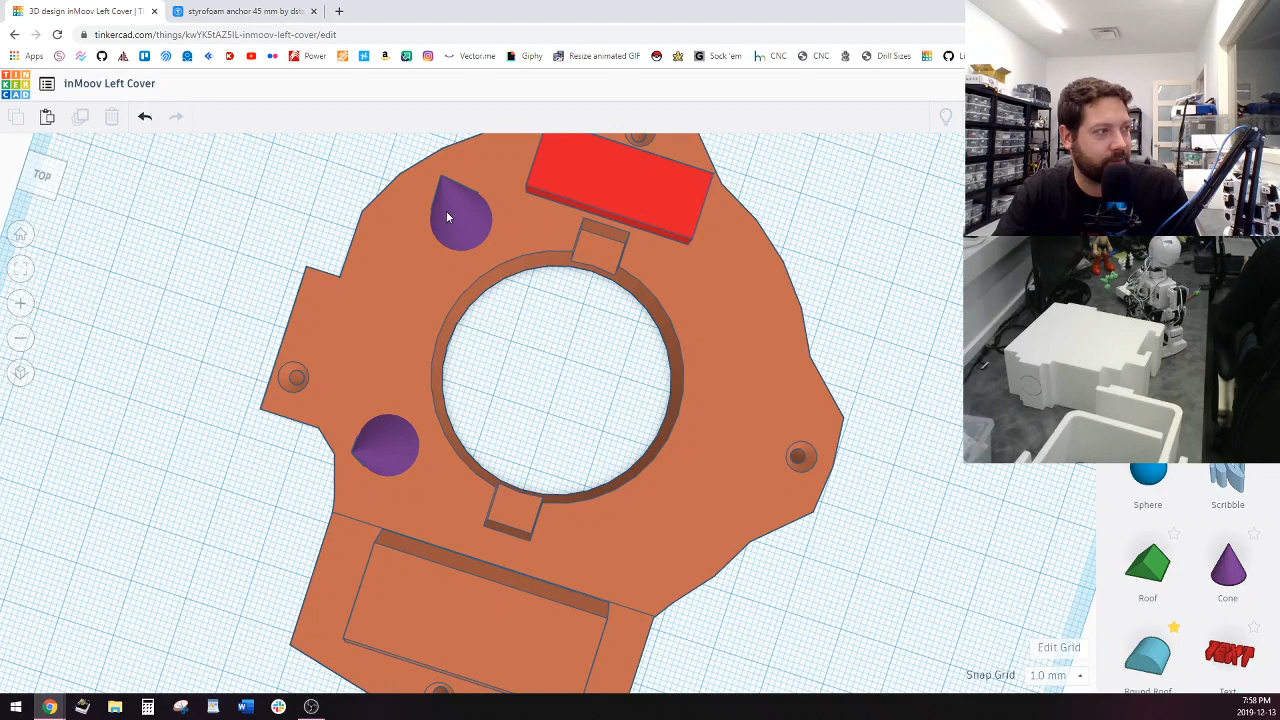 3D design inMoov Left Cover | T
styrofoam anchor 45 mm by dsta
tinkercad.com/things/kwYK5tAZ5IL-inmoov-left-cover/edit
Apps
Power
Vector.me
Giphy
Resize animated GIF
Sock 'em
CNC
CNC
Drill Sizes
Li
TIN
KER
CAD
inMoov Left Cover
TOP
Sphere
Scribble
Roof
Cone
Round Roof
Text
TEXT
Edit Grid
Snap Grid 1.0 mm
7:58 PM
2019-12-13